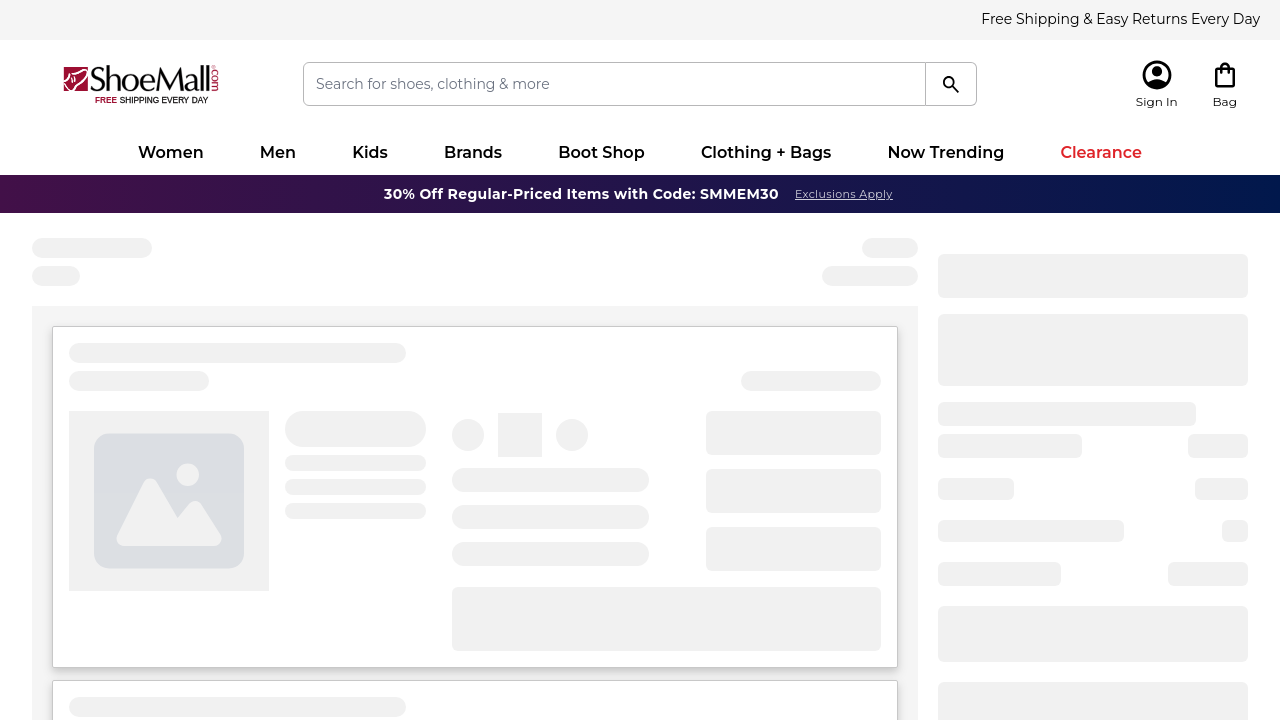 Free Shipping & Easy Returns Every Day
ShoeMall.com
FREE SHIPPING EVERY DAY
Search for shoes, clothing & more
Sign In
Bag
Women
Men
Kids
Brands
Boot Shop
Clothing + Bags
Now Trending
Clearance
30% Off Regular-Priced Items with Code: SMMEM30 Exclusions Apply